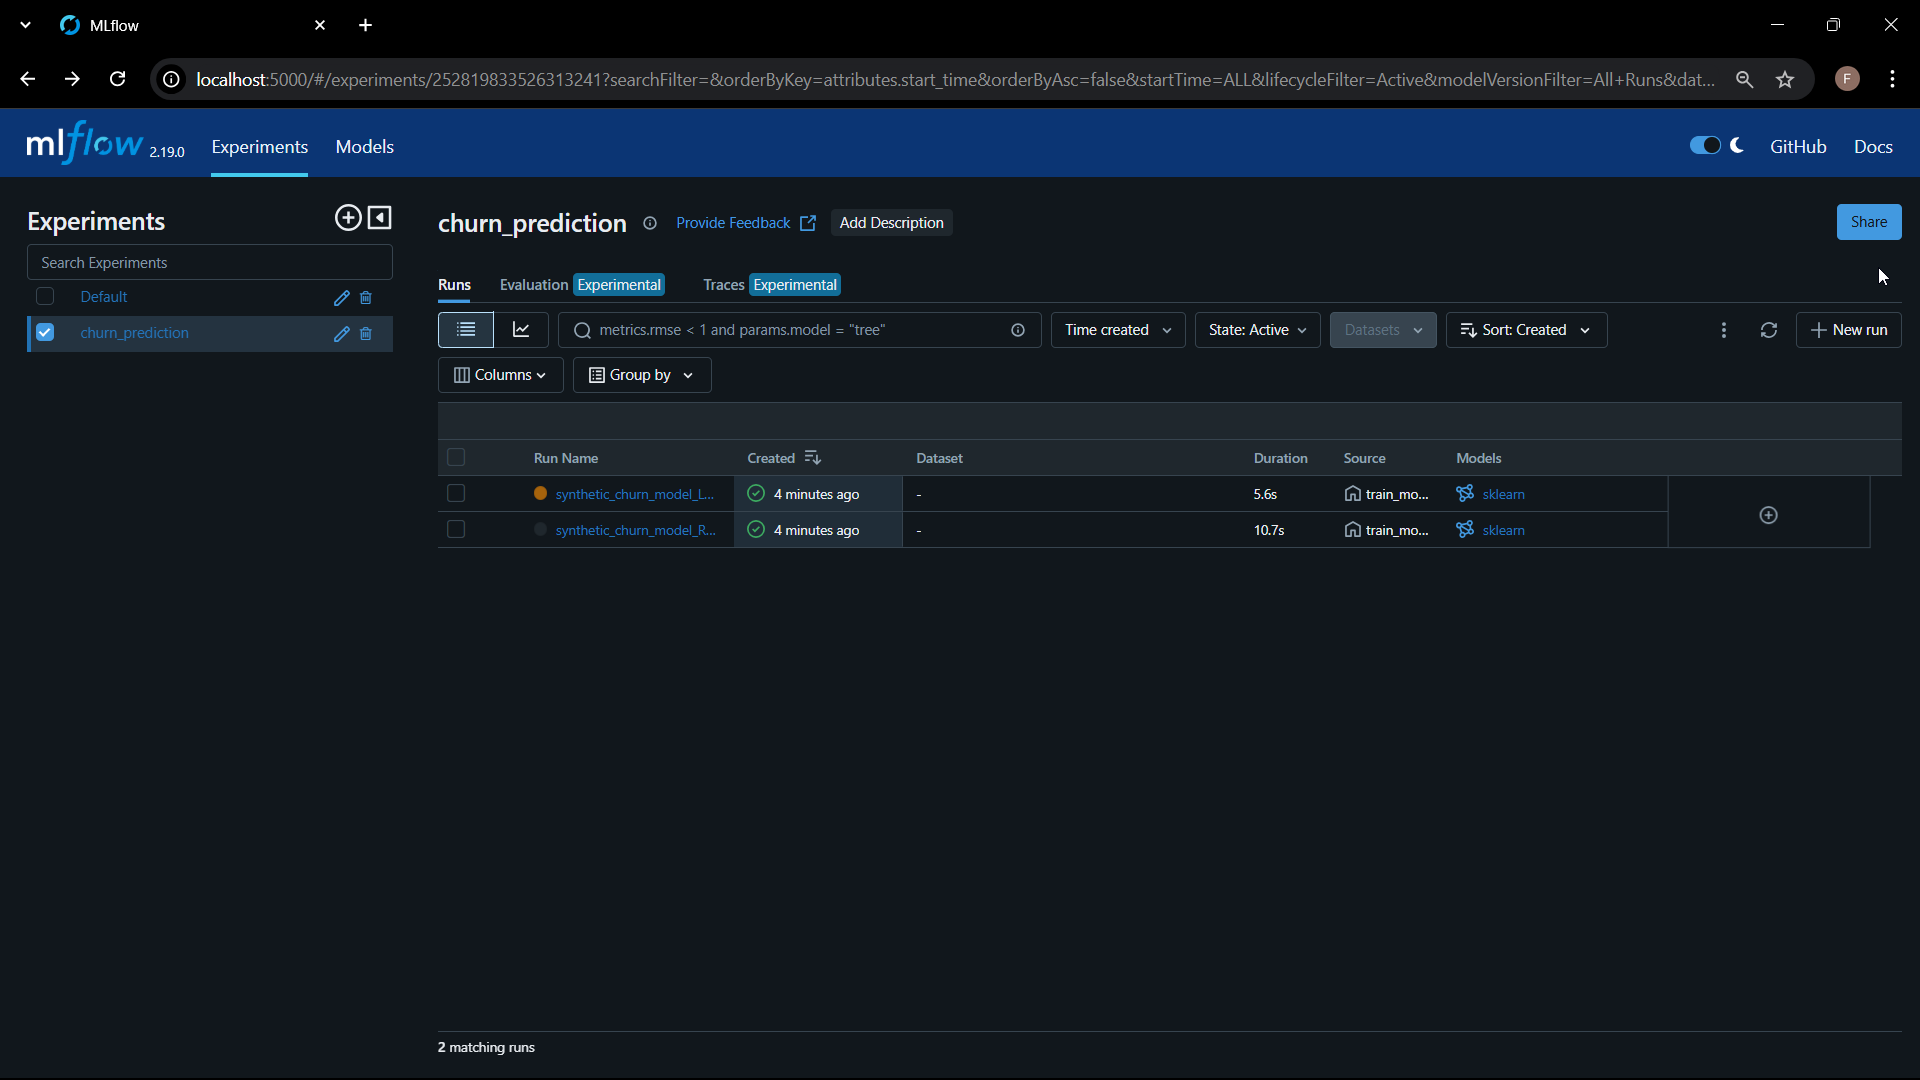 MLflow
localhost:5000/#/experiments/252819833526313241?searchFilter=&orderByKey=attributes.start_time&orderByAsc=false&startTime=ALL&lifecycleFilter=Active&modelVersionFilter=All+Runs&dat...
F
mlflow 2.19.0 Experiments Models GitHub Docs
Experiments
Search Experiments
Default
churn_prediction
churn_prediction Provide Feedback Add Description Share
Runs Evaluation Experimental Traces Experimental
metrics.rmse < 1 and params.model = "tree" Time created State: Active Datasets Sort: Created New run
Columns Group by
Run Name Created Dataset Duration Source Models
synthetic_churn_model_L... 4 minutes ago - 5.6s train_mo... sklearn
synthetic_churn_model_R... 4 minutes ago - 10.7s train_mo... sklearn
2 matching runs